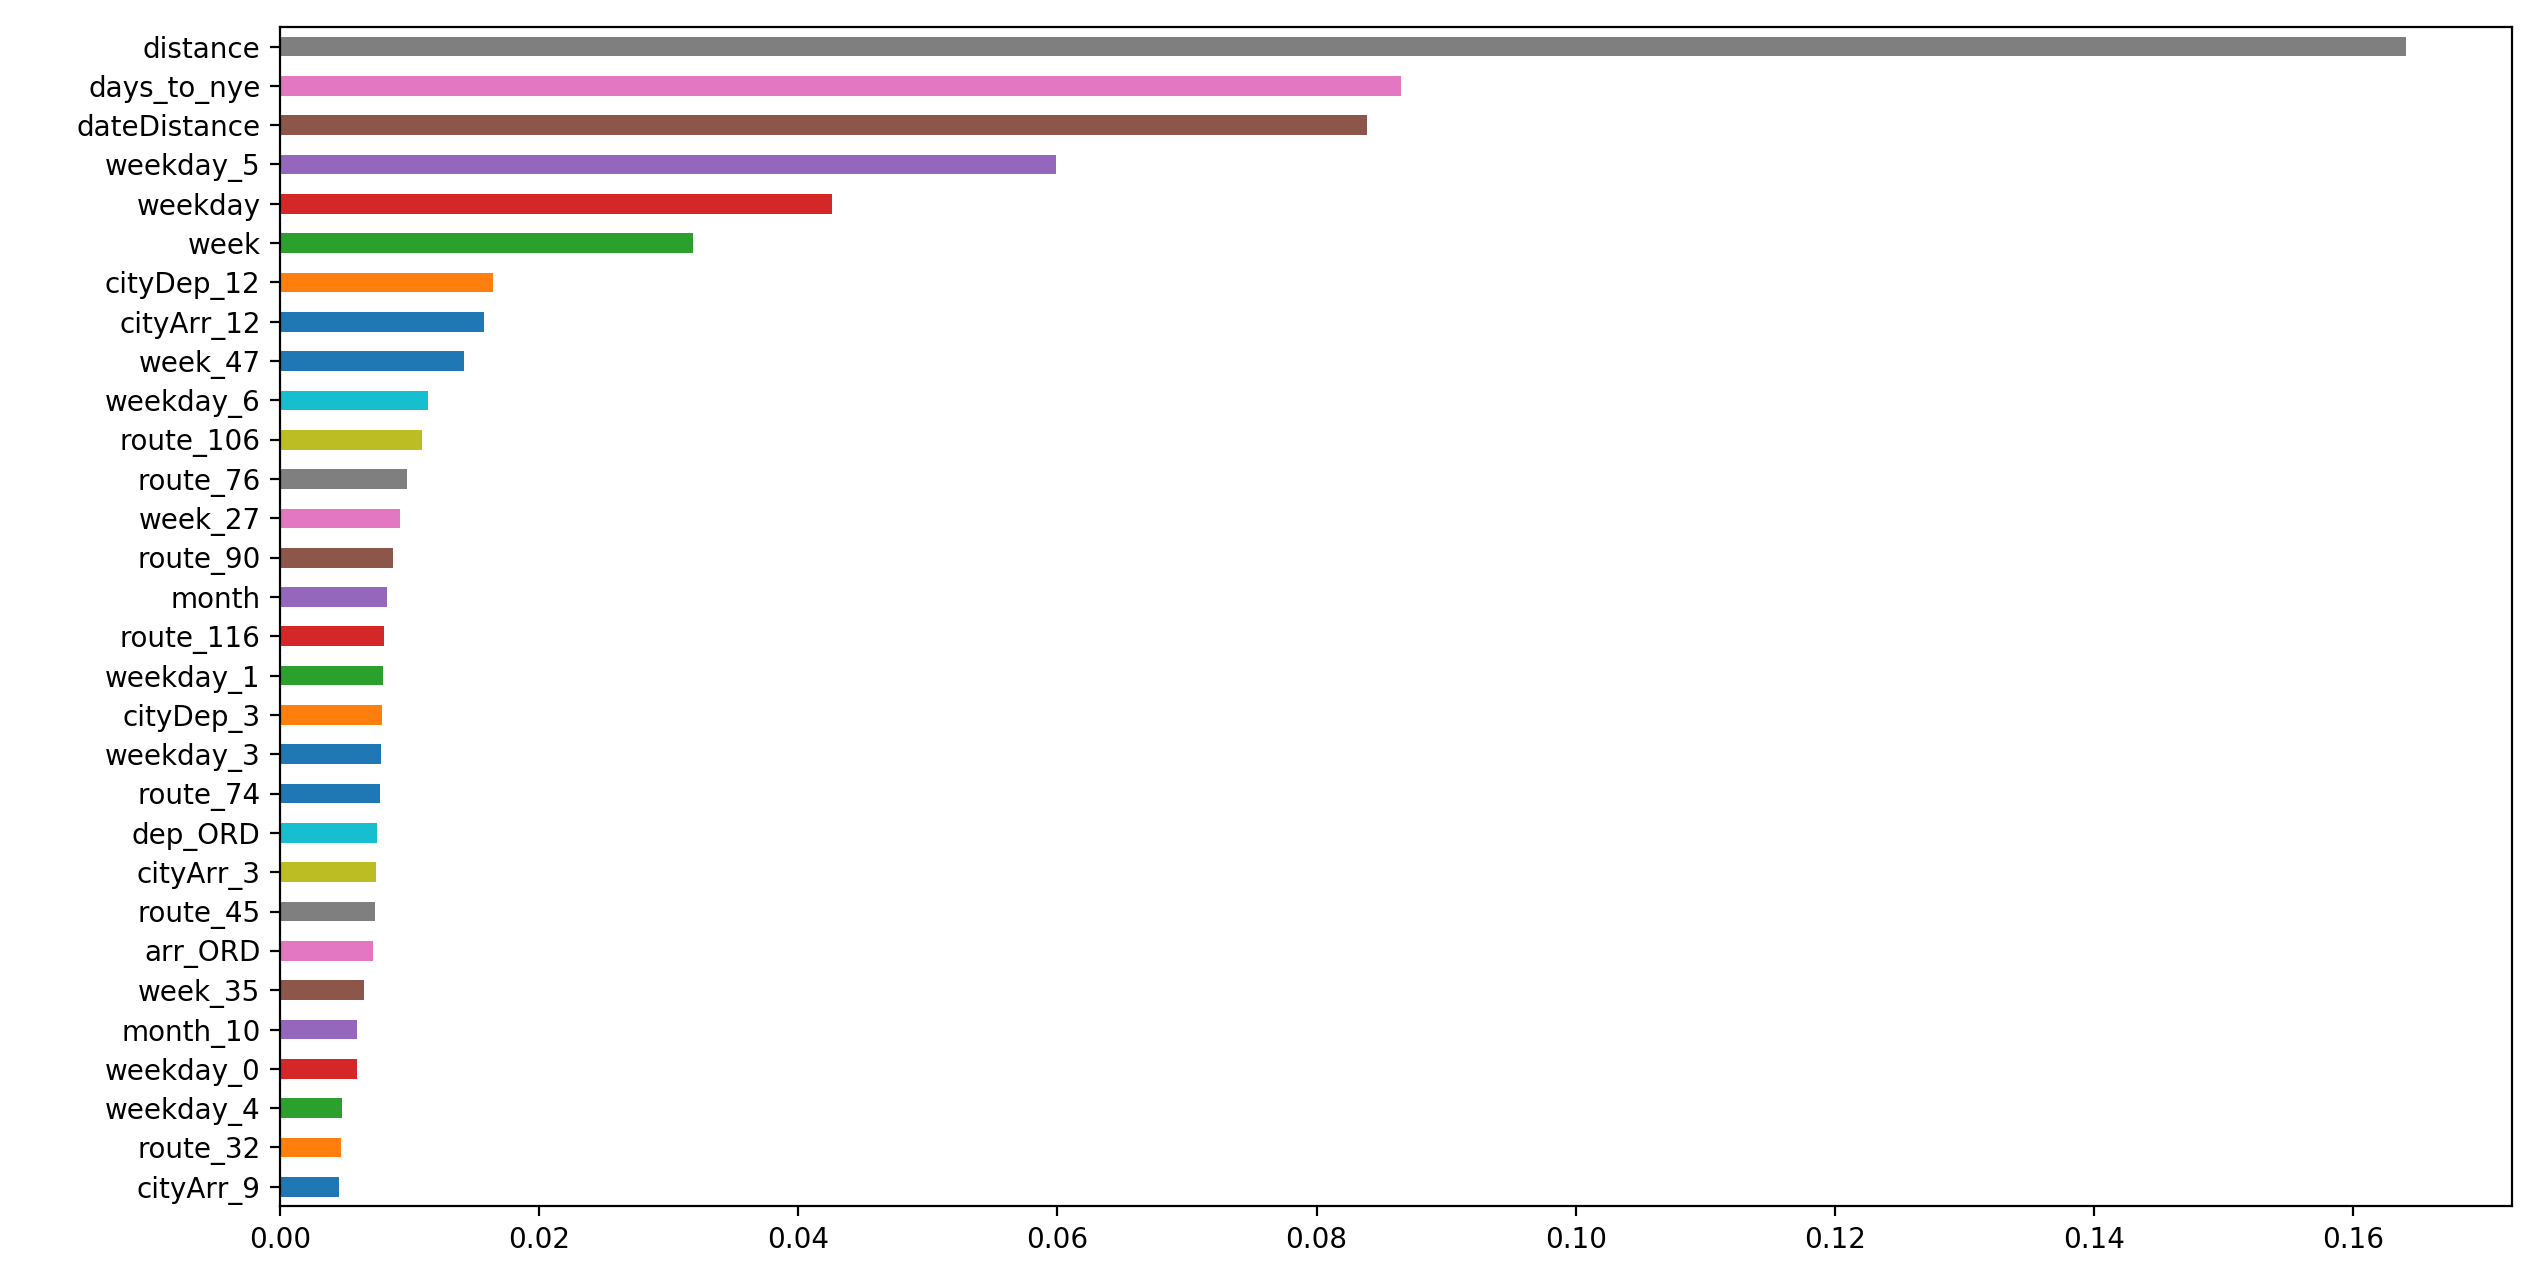 distance
days_to_nye
dateDistance
weekday_5
weekday
week
cityDep_12
cityArr_12
week_47
weekday_6
route_106
route_76
week_27
route_90
month
route_116
weekday_1
cityDep_3
weekday_3
route_74
dep_ORD
cityArr_3
route_45
arr_ORD
week_35
month_10
weekday_0
weekday_4
route_32
cityArr_9
0.00 0.02 0.04 0.06 0.08 0.10 0.12 0.14 0.16